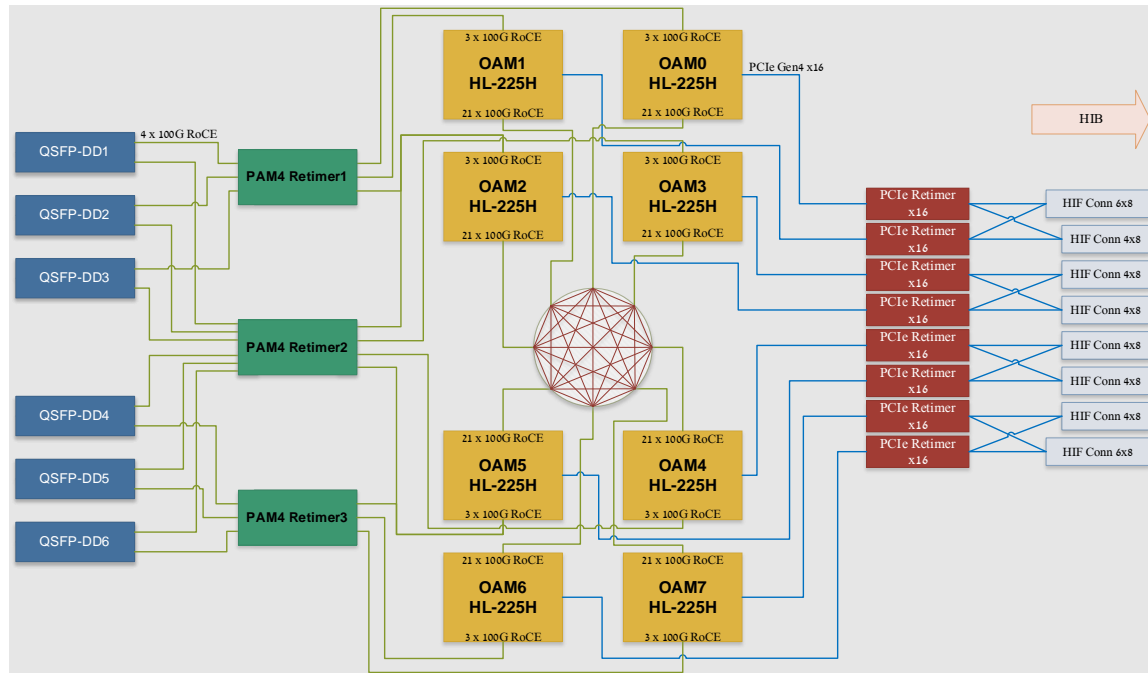 3 x 100G RoCE
OAM1
HL-225H
21 x 100G RoCE
3 x 100G RoCE
OAM0
HL-225H
21 x 100G RoCE
PCIe Gen4 x16
HIB
4 x 100G RoCE
QSFP-DD1
QSFP-DD2
QSFP-DD3
QSFP-DD4
QSFP-DD5
QSFP-DD6
PAM4 Retimer1
PAM4 Retimer2
PAM4 Retimer3
3 x 100G RoCE
OAM2
HL-225H
21 x 100G RoCE
3 x 100G RoCE
OAM3
HL-225H
21 x 100G RoCE
21 x 100G RoCE
OAM5
HL-225H
3 x 100G RoCE
21 x 100G RoCE
OAM4
HL-225H
3 x 100G RoCE
21 x 100G RoCE
OAM6
HL-225H
3 x 100G RoCE
21 x 100G RoCE
OAM7
HL-225H
3 x 100G RoCE
PCIe Retimer
x16
PCIe Retimer
x16
PCIe Retimer
x16
PCIe Retimer
x16
PCIe Retimer
x16
PCIe Retimer
x16
PCIe Retimer
x16
PCIe Retimer
x16
HIF Conn 6x8
HIF Conn 4x8
HIF Conn 4x8
HIF Conn 4x8
HIF Conn 4x8
HIF Conn 4x8
HIF Conn 4x8
HIF Conn 6x8